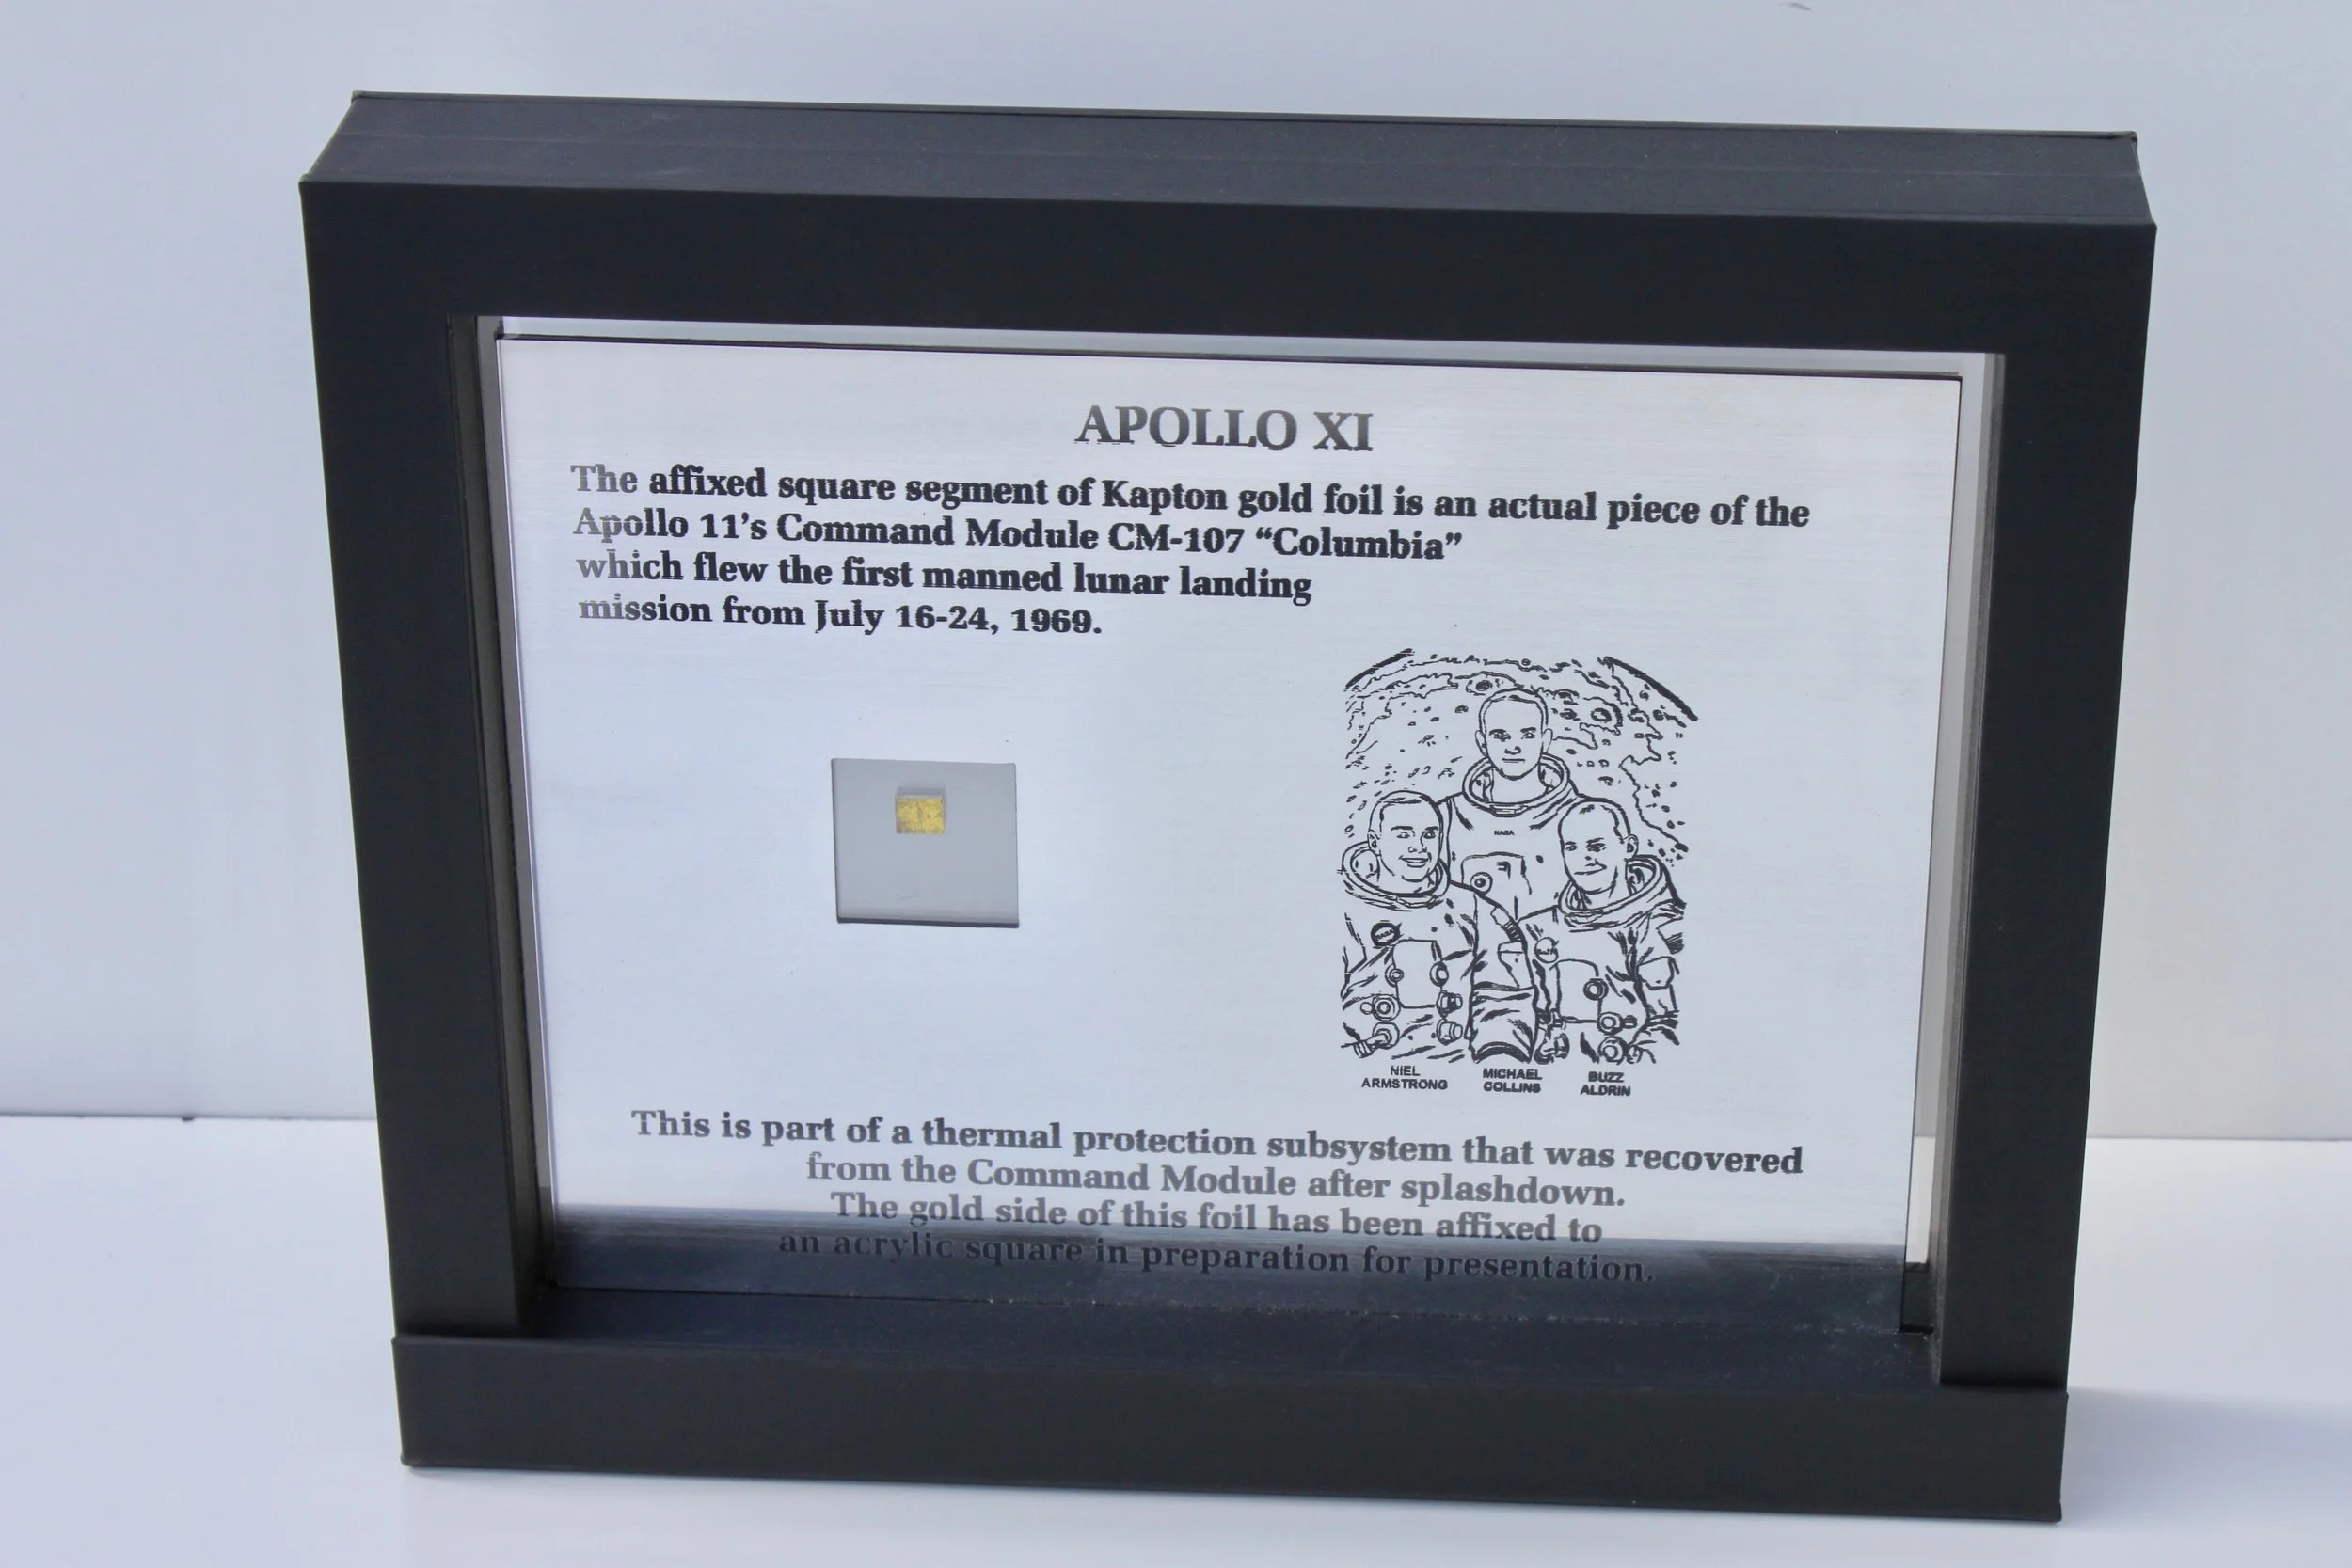 APOLLO XI
The affixed square segment of Kapton gold foil is an actual piece of the
Apollo 11’s Command Module CM-107 “Columbia”
which flew the first manned lunar landing
mission from July 16-24, 1969.
NASA
NIEL
ARMSTRONG
MICHAEL
COLLINS
BUZZ
ALDRIN
This is part of a thermal protection subsystem that was recovered
from the Command Module after splashdown.
The gold side of this foil has been affixed to
an acrylic square in preparation for presentation.